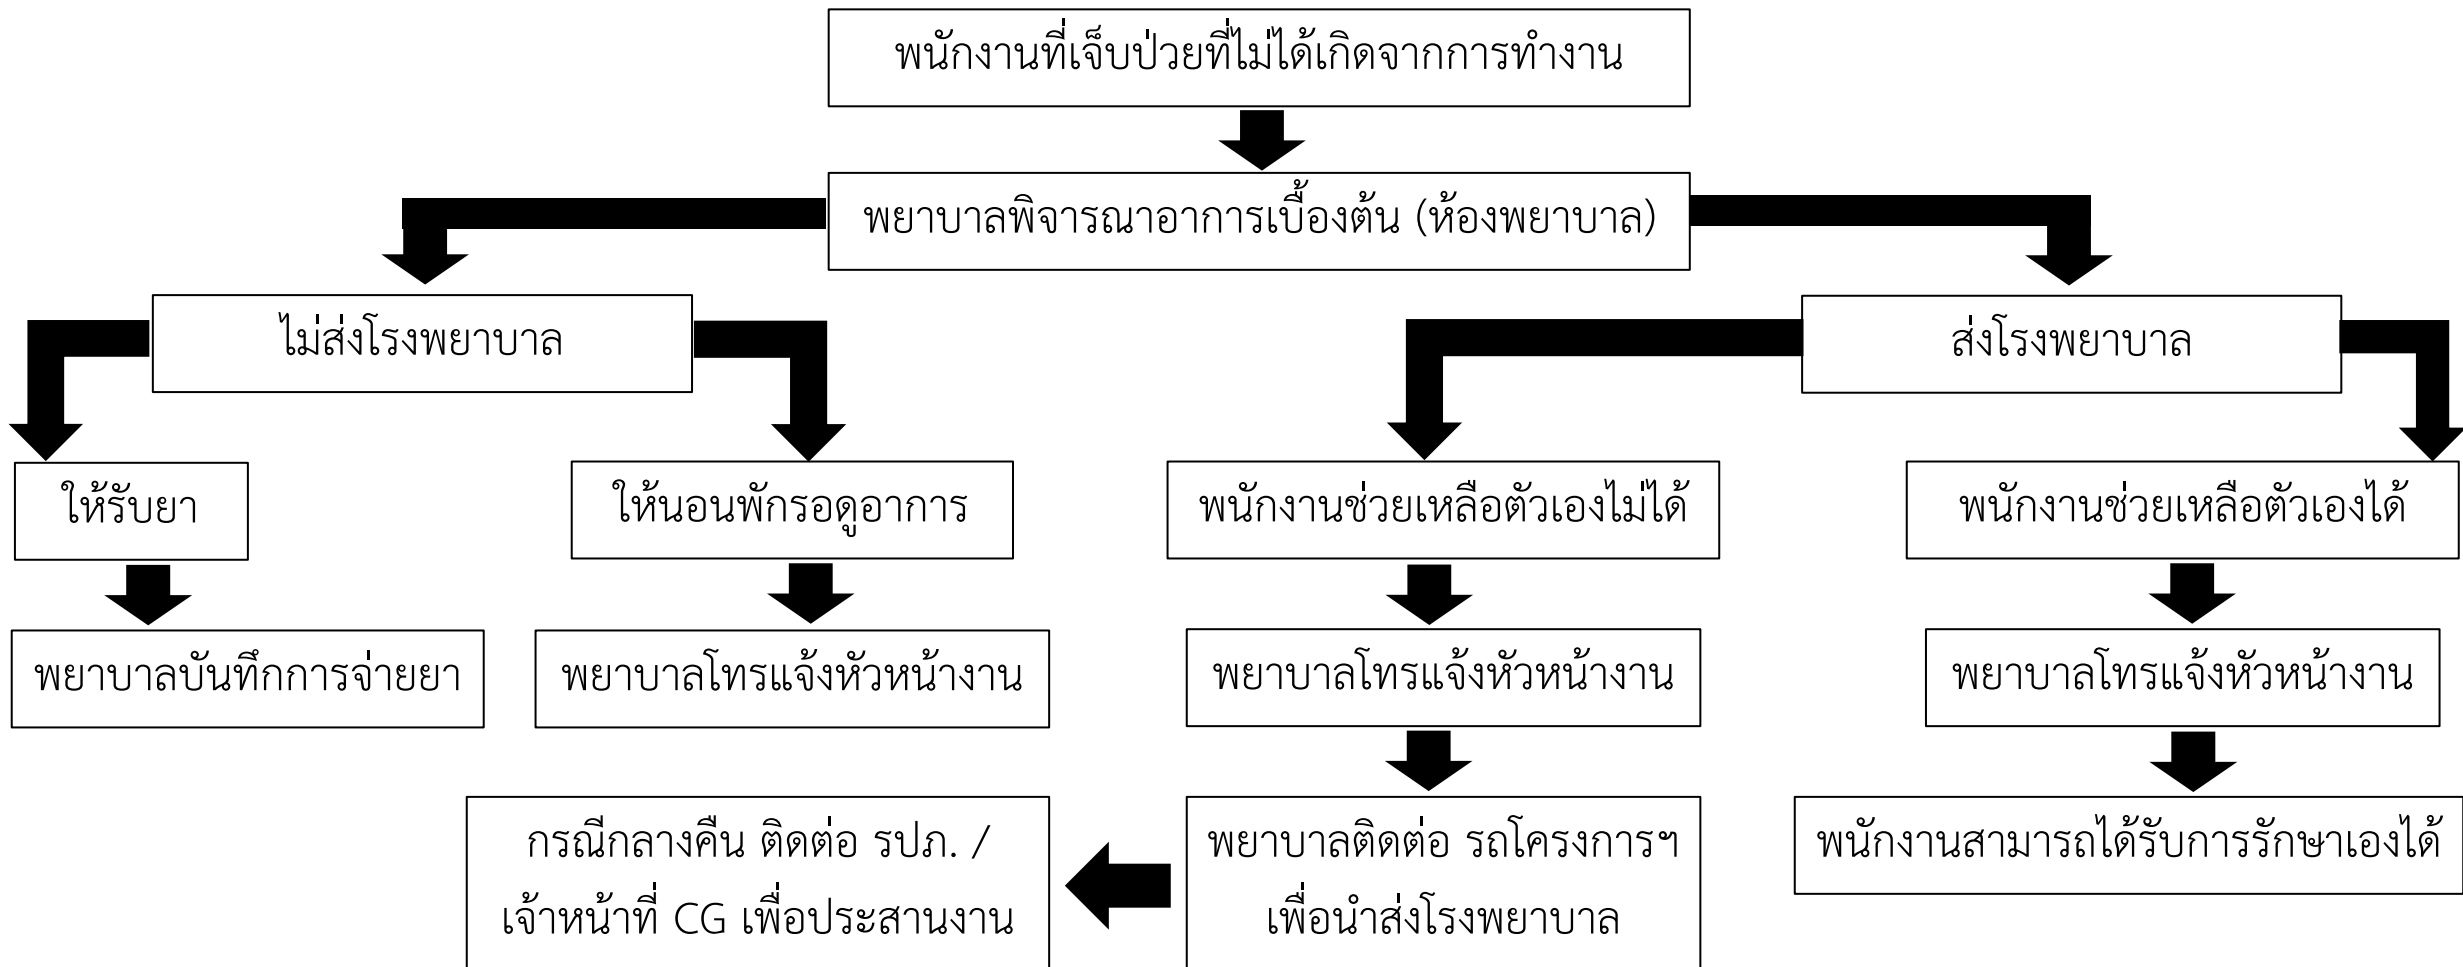 พนักงานที่เจ็บป่วยที่ไม่ได้เกิดจากการทำงาน
พยาบาลพิจารณาอาการเบื้องต้น (ห้องพยาบาล)
ไม่ส่งโรงพยาบาล
ส่งโรงพยาบาล
ให้รับยา
ให้นอนพักรอดูอาการ
พนักงานช่วยเหลือตัวเองไม่ได้
พนักงานช่วยเหลือตัวเองได้
พยาบาลบันทึกการจ่ายยา
พยาบาลโทรแจ้งหัวหน้างาน
พยาบาลโทรแจ้งหัวหน้างาน
พยาบาลโทรแจ้งหัวหน้างาน
กรณีกลางคืน ติดต่อ รปภ. /
เจ้าหน้าที่ CG เพื่อประสานงาน
พยาบาลติดต่อ รถโครงการฯ
เพื่อนำส่งโรงพยาบาล
พนักงานสามารถได้รับการรักษาเองได้